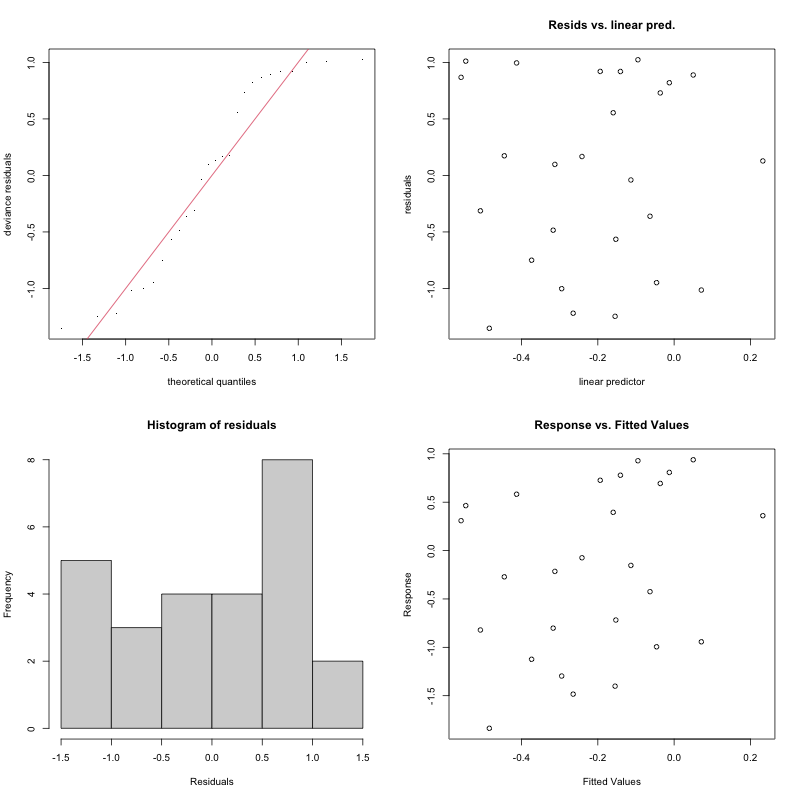 deviance residuals
-1.0 -0.5 0.0 0.5 1.0
-1.5 -1.0 -0.5 0.0 0.5 1.0 1.5
theoretical quantiles
Resids vs. linear pred.
residuals
-1.0 -0.5 0.0 0.5 1.0
-0.4 -0.2 0.0 0.2
linear predictor
Histogram of residuals
Frequency
0 2 4 6 8
-1.5 -1.0 -0.5 0.0 0.5 1.0 1.5
Residuals
Response vs. Fitted Values
Response
-1.5 -1.0 -0.5 0.0 0.5 1.0
-0.4 -0.2 0.0 0.2
Fitted Values